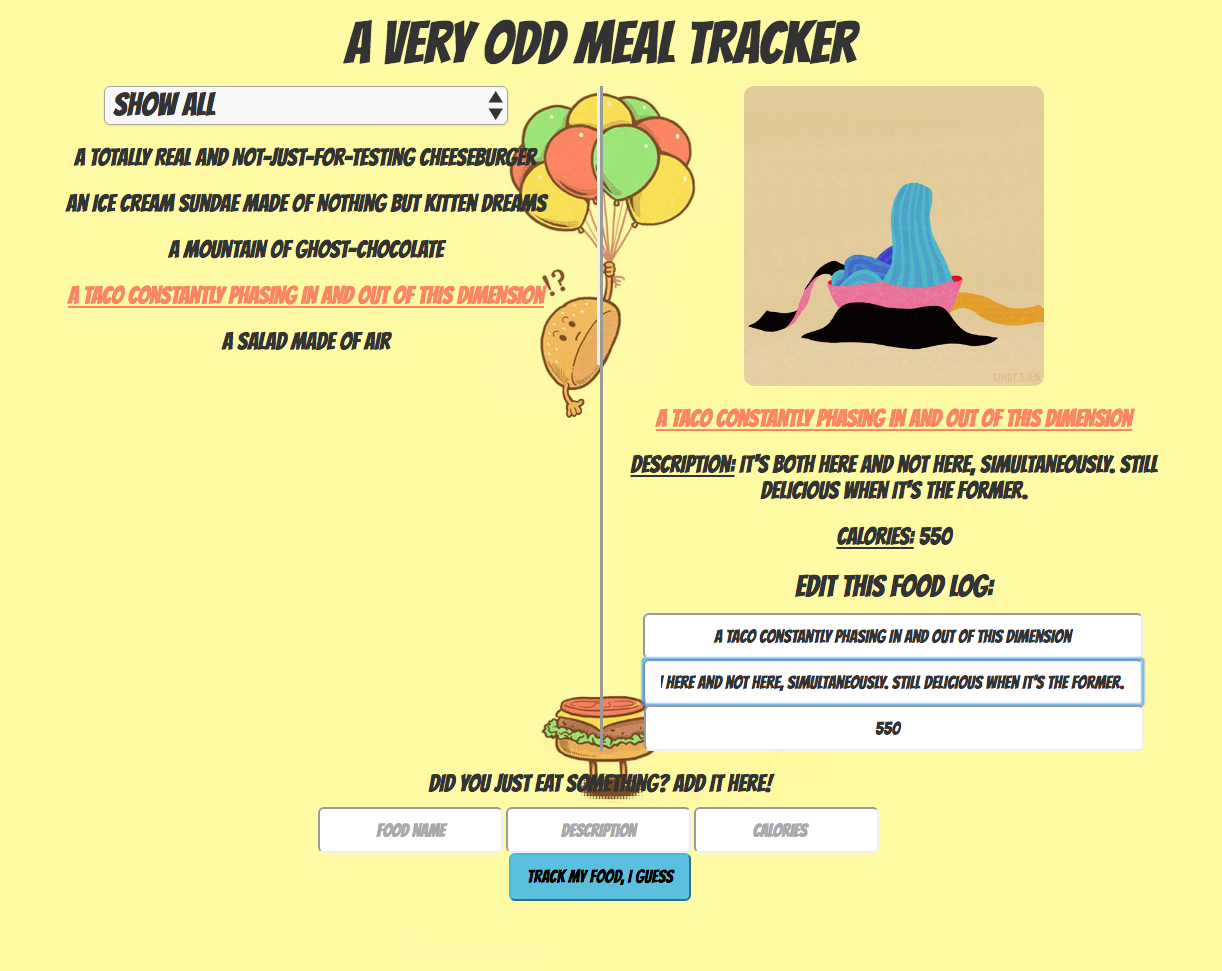 A VERY ODD MEAL TRACKER
SHOW ALL
A TOTALLY REAL AND NOT-JUST-FOR-TESTING CHEESEBURGER
AN ICE CREAM SUNDAE MADE OF NOTHING BUT KITTEN DREAMS
A MOUNTAIN OF GHOST-CHOCOLATE
A TACO CONSTANTLY PHASING IN AND OUT OF THIS DIMENSION
A SALAD MADE OF AIR
!?
CINDY SUEN
A TACO CONSTANTLY PHASING IN AND OUT OF THIS DIMENSION
DESCRIPTION: IT'S BOTH HERE AND NOT HERE, SIMULTANEOUSLY. STILL
DELICIOUS WHEN IT'S THE FORMER.
CALORIES: 550
EDIT THIS FOOD LOG:
A TACO CONSTANTLY PHASING IN AND OUT OF THIS DIMENSION
HERE AND NOT HERE, SIMULTANEOUSLY. STILL DELICIOUS WHEN IT'S THE FORMER.
550
DID YOU JUST EAT SOMETHING? ADD IT HERE!
FOOD NAME
DESCRIPTION
CALORIES
TRACK MY FOOD, I GUESS